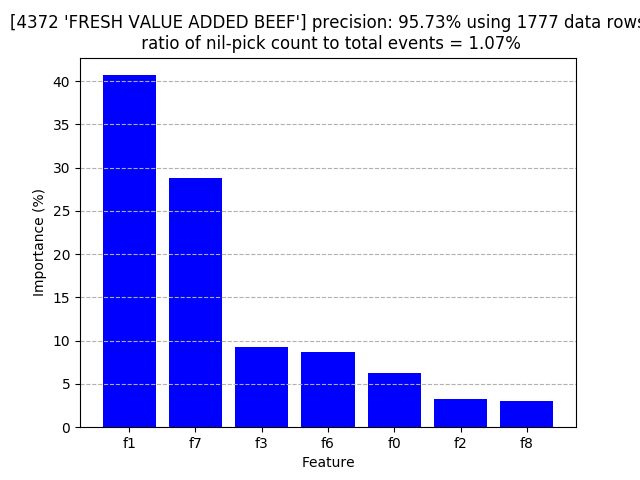 [4372 'FRESH VALUE ADDED BEEF'] precision: 95.73% using 1777 data rows
ratio of nil-pick count to total events = 1.07%
40
35
30
25
20
15
10
5
0
Importance (%)
f1 f7 f3 f6 f0 f2 f8
Feature